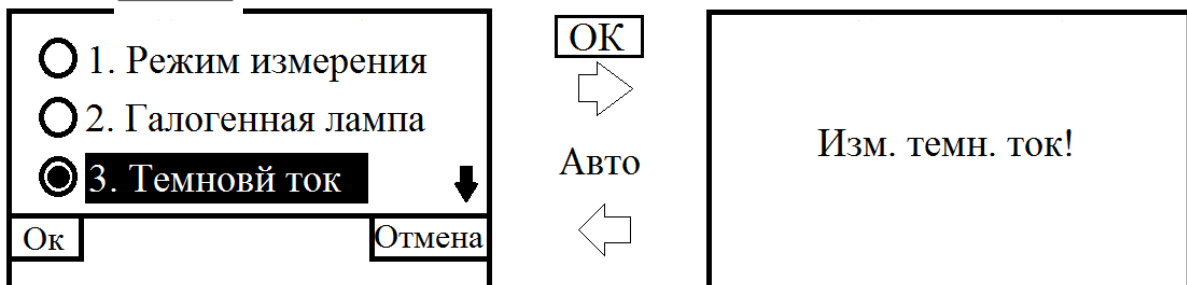 1. Режим измерения
2. Галогенная лампа
3. Темновй ток
Ок
Отмена
ОК
Авто
Изм. темн. ток!